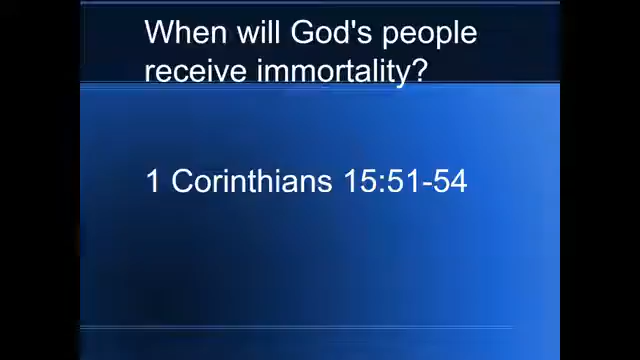 When will God's people
receive immortality?
1 Corinthians 15:51-54